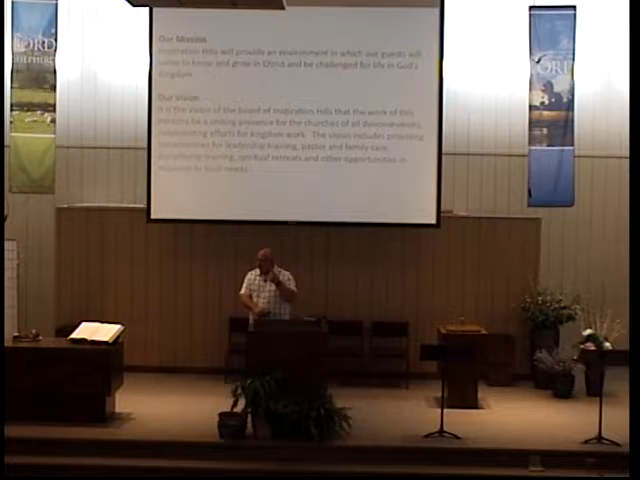 ORD
SHEPHERD
ORD
Our Mission
Inspiration Hills will provide an environment in which our guests will
come to know and grow in Christ and be challenged for life in God's
Kingdom.
Our Vision
It is the vision of the board of Inspiration Hills that the work of this
ministry be a uniting presence for the churches of all denominations,
efforts for kingdom work. The vision includes providing
opportunities for leadership training, pastor and family care,
training, spiritual retreats and other opportunities in
response to local needs.